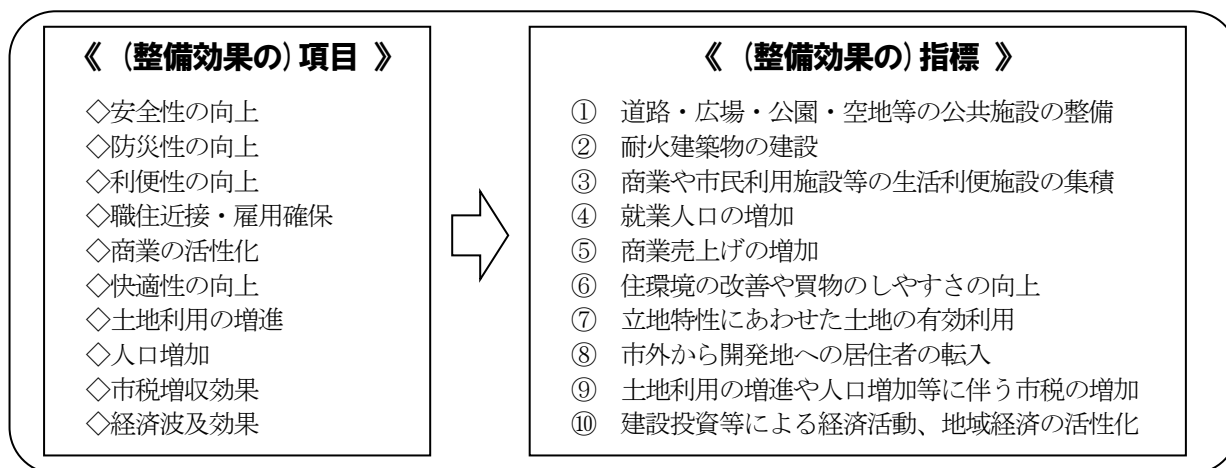 《 (整備効果の) 項目 》
◇安全性の向上
◇防災性の向上
◇利便性の向上
◇職住近接・雇用確保
◇商業の活性化
◇快適性の向上
◇土地利用の増進
◇人口増加
◇市税増収効果
◇経済波及効果
《 (整備効果の) 指標 》
① 道路・広場・公園・空地等の公共施設の整備
② 耐火建築物の建設
③ 商業や市民利用施設等の生活利便施設の集積
④ 就業人口の増加
⑤ 商業売上げの増加
⑥ 住環境の改善や買物のしやすさの向上
⑦ 立地特性にあわせた土地の有効利用
⑧ 市外から開発地への居住者の転入
⑨ 土地利用の増進や人口増加等に伴う市税の増加
⑩ 建設投資等による経済活動、地域経済の活性化